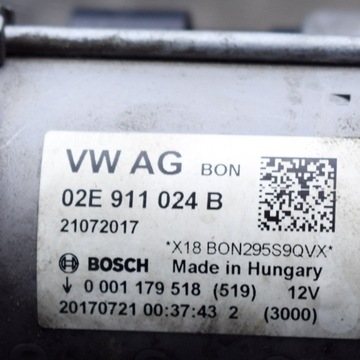 VW AG BON
02E 911 024 B
21072017
*X18 BON295S9QVX*
BOSCH Made in Hungary
0 001 179 518 (519) 12V
20170721 00:37:43 2 (3000)